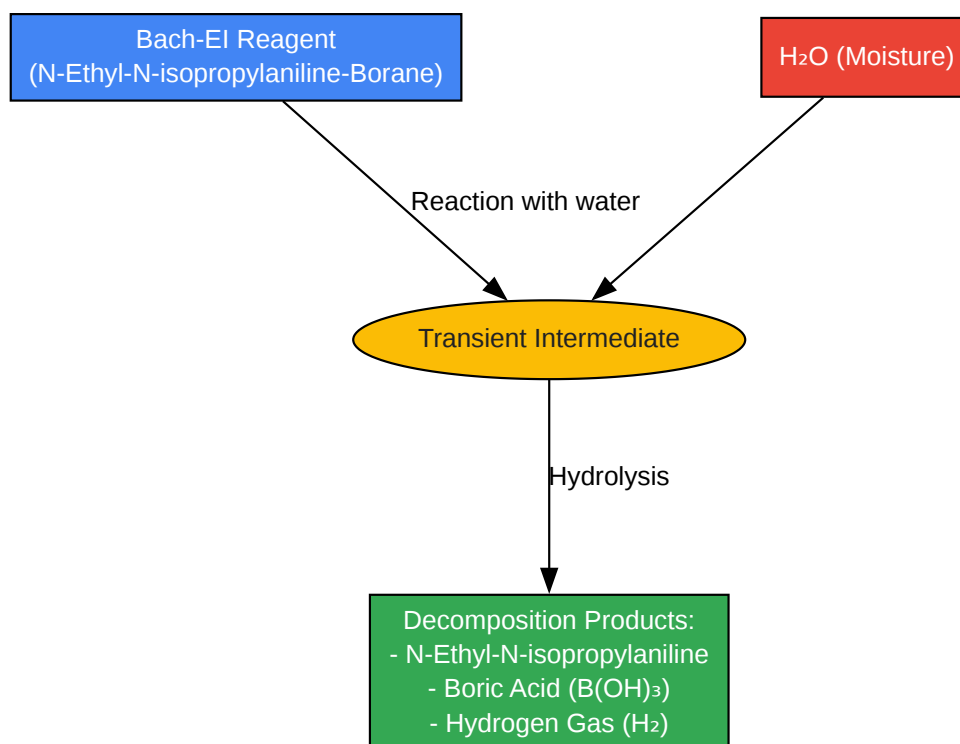 Bach-EI Reagent
(N-Ethyl-N-isopropylaniline-Borane)
H₂O (Moisture)
Reaction with water
Transient Intermediate
Hydrolysis
Decomposition Products:
- N-Ethyl-N-isopropylaniline
- Boric Acid (B(OH)₃)
- Hydrogen Gas (H₂)